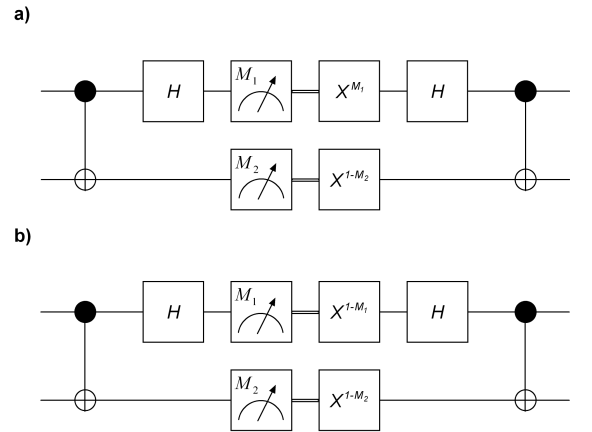 a)
H M₁ X^M₁ H
M₂ X^1-M₂
b)
H M₁ X^1-M₁ H
M₂ X^1-M₂